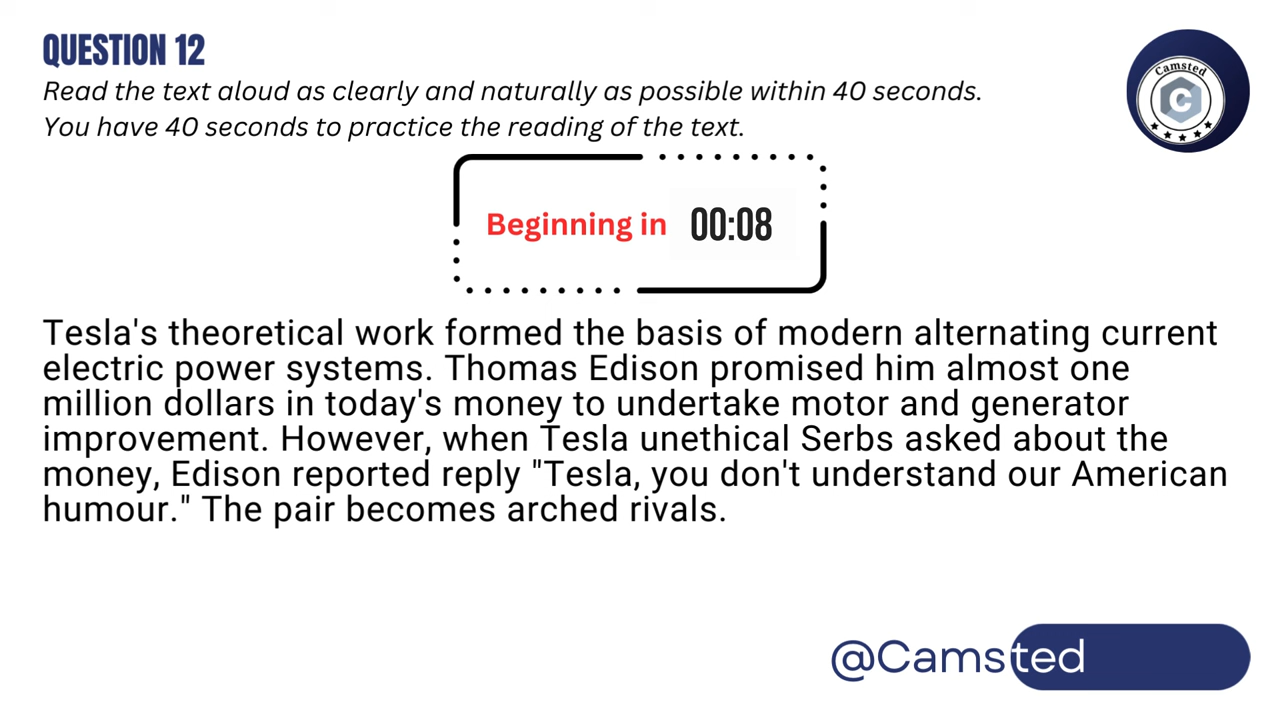 QUESTION 12
Read the text aloud as clearly and naturally as possible within 40 seconds.
You have 40 seconds to practice the reading of the text.
Camsted
C
Beginning in 00:08
Tesla's theoretical work formed the basis of modern alternating current
electric power systems. Thomas Edison promised him almost one
million dollars in today's money to undertake motor and generator
improvement. However, when Tesla unethical Serbs asked about the
money, Edison reported reply "Tesla, you don't understand our American
humour." The pair becomes arched rivals.
@Camsted